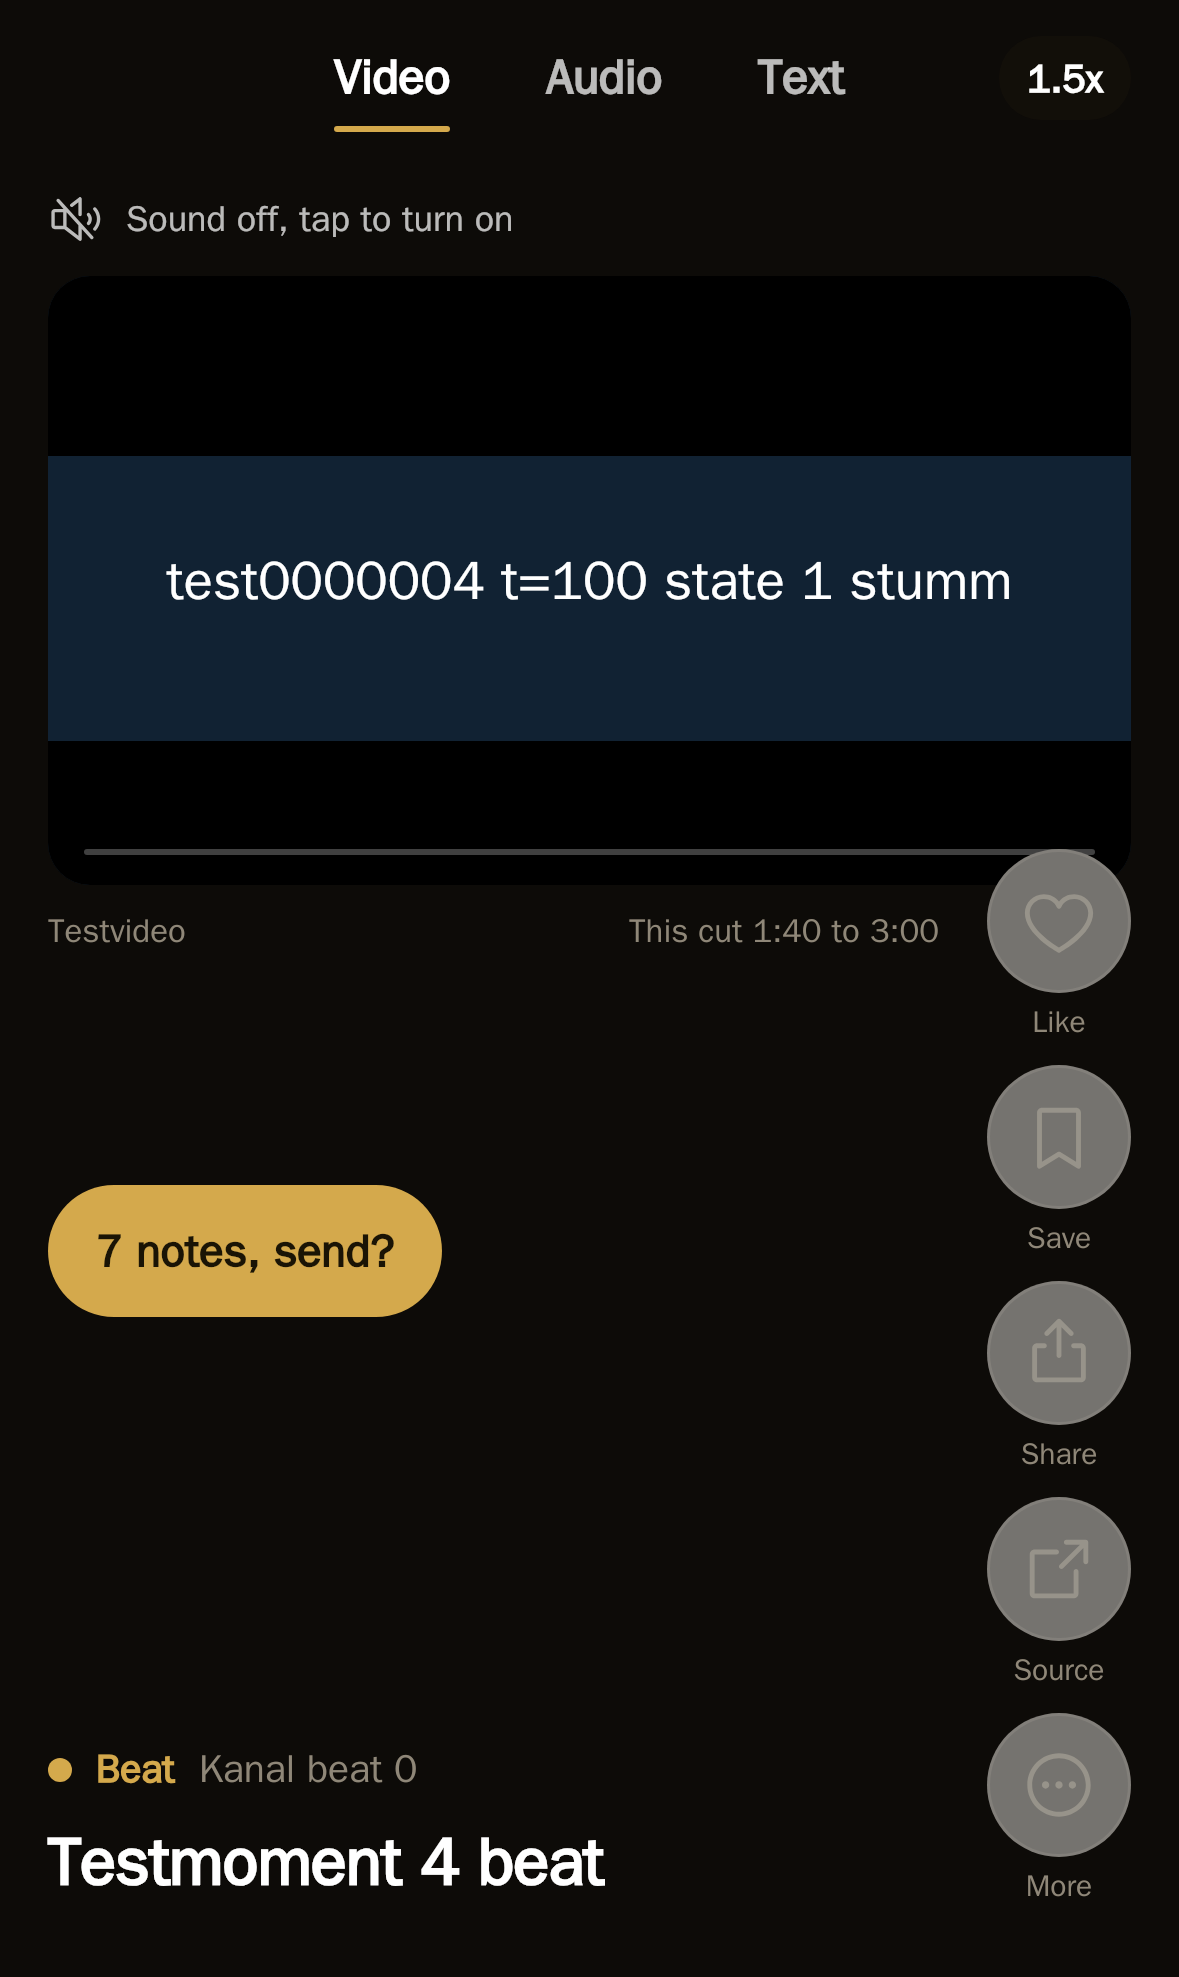 Video Audio Text 1.5x
Sound off, tap to turn on
test0000004 t=100 state 1 stumm
Testvideo This cut 1:40 to 3:00
Like
Save
7 notes, send?
Share
Source
Beat Kanal beat 0
Testmoment 4 beat
More